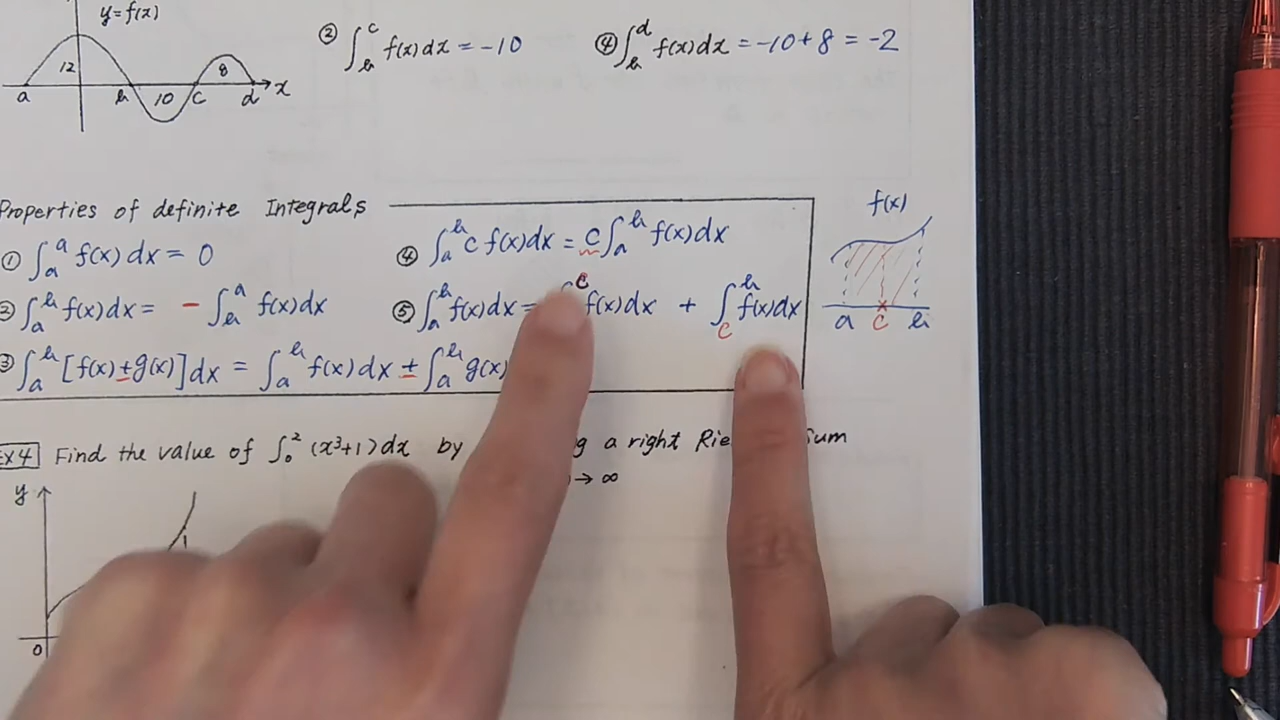 y=f(x)
12
8
10
a
b
c
d
x
② ∫_b^c f(x)dx = -10
④ ∫_b^d f(x)dx = -10+8 = -2
Properties of definite Integrals
① ∫_a^a f(x)dx = 0
② ∫_a^b f(x)dx = - ∫_b^a f(x)dx
③ ∫_a^b [f(x)±g(x)]dx = ∫_a^b f(x)dx ± ∫_a^b g(x)
④ ∫_a^b c f(x)dx = c∫_a^b f(x)dx
⑤ ∫_a^b f(x)dx = c f(x)dx + ∫_c^b f(x)dx
f(x)
a c b
EX4 Find the value of ∫_0^2 (x³+1)dx by a right Sum
→ ∞
y
0